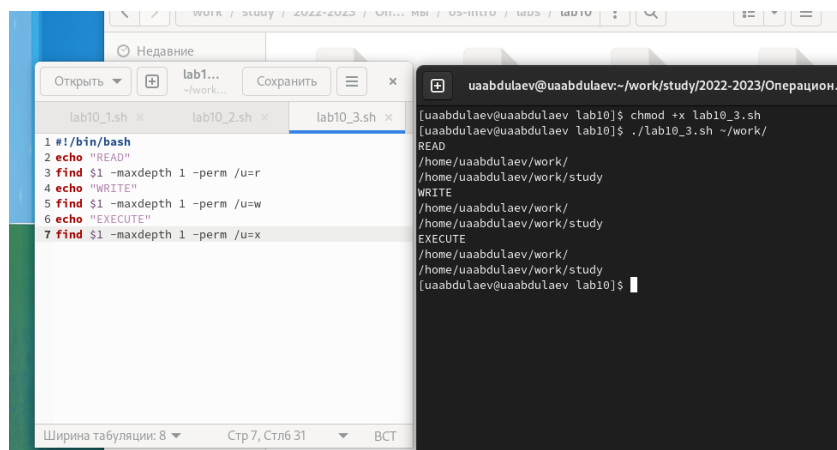 work / study / 2022-2023 / Оп... мы / os-intro / labs / lab10
Недавние
Открыть
lab1...
~/work...
Сохранить
lab10_1.sh
lab10_2.sh
lab10_3.sh
1 #!/bin/bash
2 echo "READ"
3 find $1 -maxdepth 1 -perm /u=r
4 echo "WRITE"
5 find $1 -maxdepth 1 -perm /u=w
6 echo "EXECUTE"
7 find $1 -maxdepth 1 -perm /u=x
Ширина табуляции: 8
Стр 7, Стлб 31
ВСТ
uaabdulaev@uaabdulaev:~/work/study/2022-2023/Операцион.
[uaabdulaev@uaabdulaev lab10]$ chmod +x lab10_3.sh
[uaabdulaev@uaabdulaev lab10]$ ./lab10_3.sh ~/work/
READ
/home/uaabdulaev/work/
/home/uaabdulaev/work/study
WRITE
/home/uaabdulaev/work/
/home/uaabdulaev/work/study
EXECUTE
/home/uaabdulaev/work/
/home/uaabdulaev/work/study
[uaabdulaev@uaabdulaev lab10]$